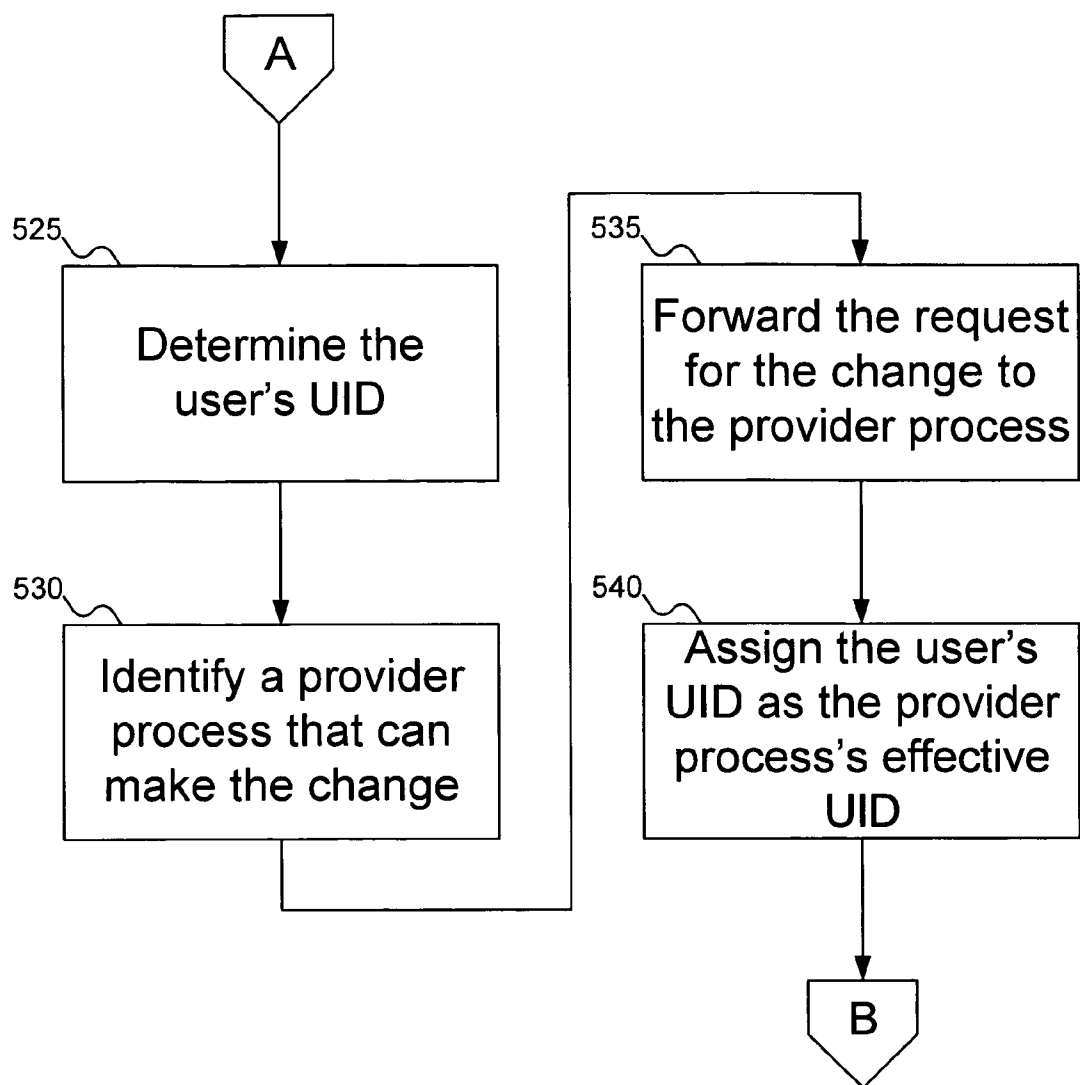 A
525
Determine the
user's UID
530
Identify a provider
process that can
make the change
535
Forward the request
for the change to
the provider process
540
Assign the user's
UID as the provider
process's effective
UID
B